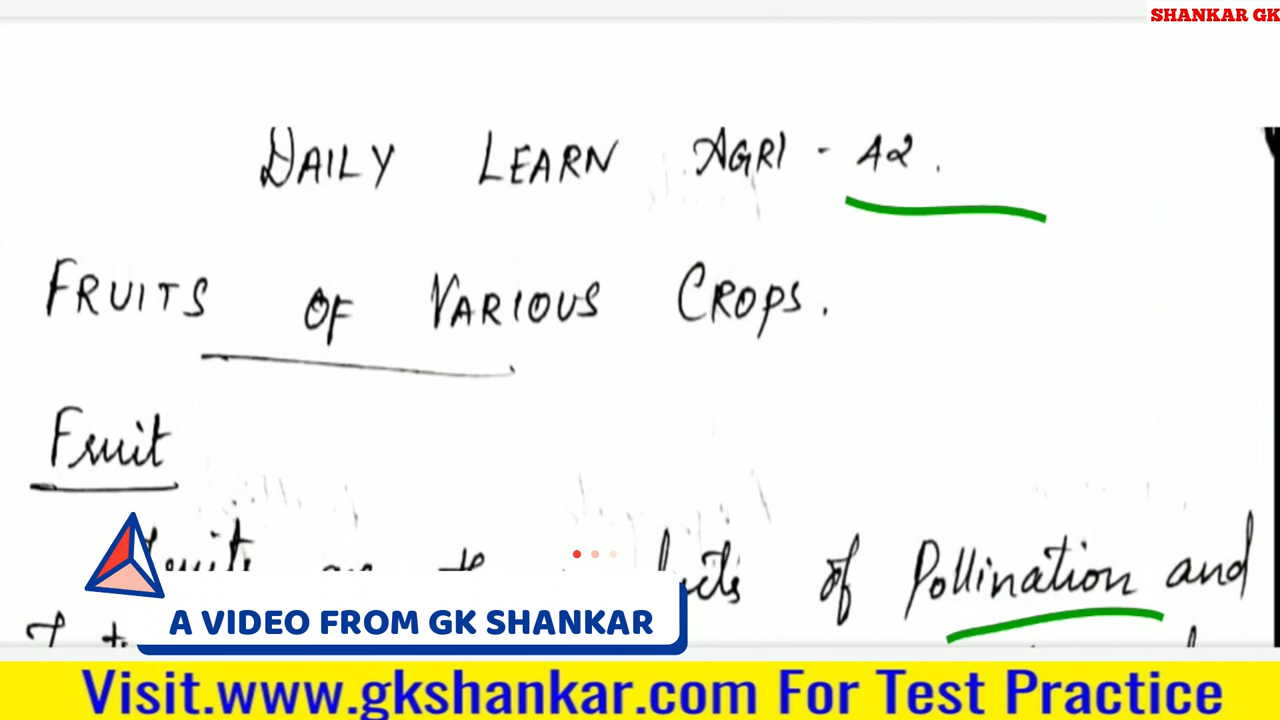 SHANKAR GK
DAILY LEARN AGRI - 42.
FRUITS OF VARIOUS CROPS.
Fruit
of Pollination and
A VIDEO FROM GK SHANKAR
Visit.www.gkshankar.com For Test Practice